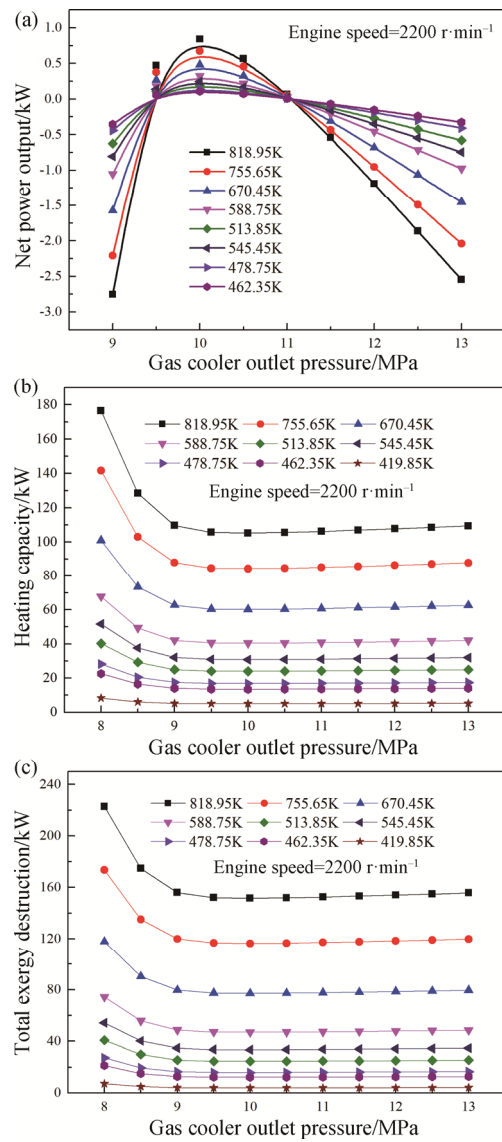 (a)
Engine speed=2200 r·min⁻¹
1.0
0.5
0.0
-0.5
-1.0
-1.5
-2.0
-2.5
-3.0
Net power output/kW
818.95K
755.65K
670.45K
588.75K
513.85K
545.45K
478.75K
462.35K
9 10 11 12 13
Gas cooler outlet pressure/MPa
(b)
180
160
140
120
100
80
60
40
20
0
Heating capacity/kW
818.95K 755.65K 670.45K
588.75K 513.85K 545.45K
478.75K 462.35K 419.85K
Engine speed=2200 r·min⁻¹
8 9 10 11 12 13
Gas cooler outlet pressure/MPa
(c)
240
200
160
120
80
40
0
Total exergy destruction/kW
818.95K 755.65K 670.45K
588.75K 513.85K 545.45K
478.75K 462.35K 419.85K
Engine speed=2200 r·min⁻¹
8 9 10 11 12 13
Gas cooler outlet pressure/MPa